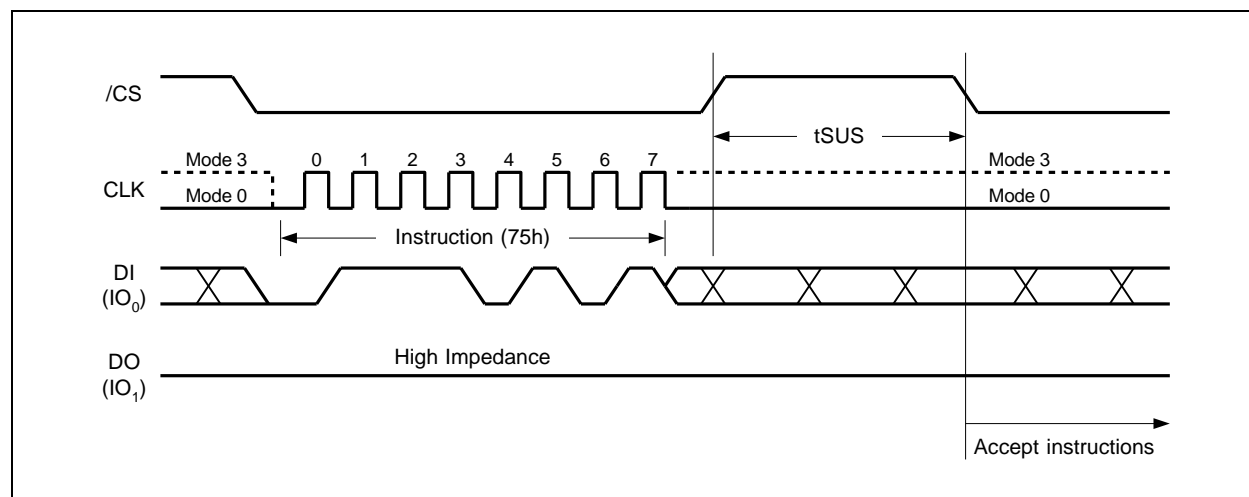 /CS
tSUS
Mode 3 0 1 2 3 4 5 6 7 Mode 3
CLK
Mode 0 Mode 0
Instruction (75h)
DI
(IO0)
High Impedance
DO
(IO1)
Accept instructions